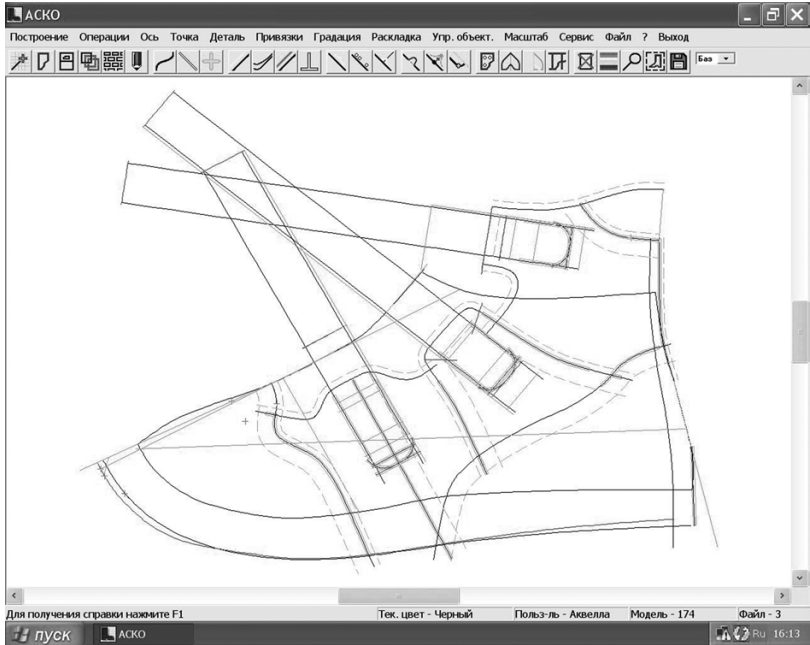 АСКО
Построение Операции Ось Точка Деталь Привязки Градация Раскладка Упр.объект. Масштаб Сервис Файл ? Выход
Баз
Для получения справки нажмите F1 Тек. цвет - Черный Польз-ль - Аквелла Модель - 174 Файл - 3
пуск АСКО Ru 16:13